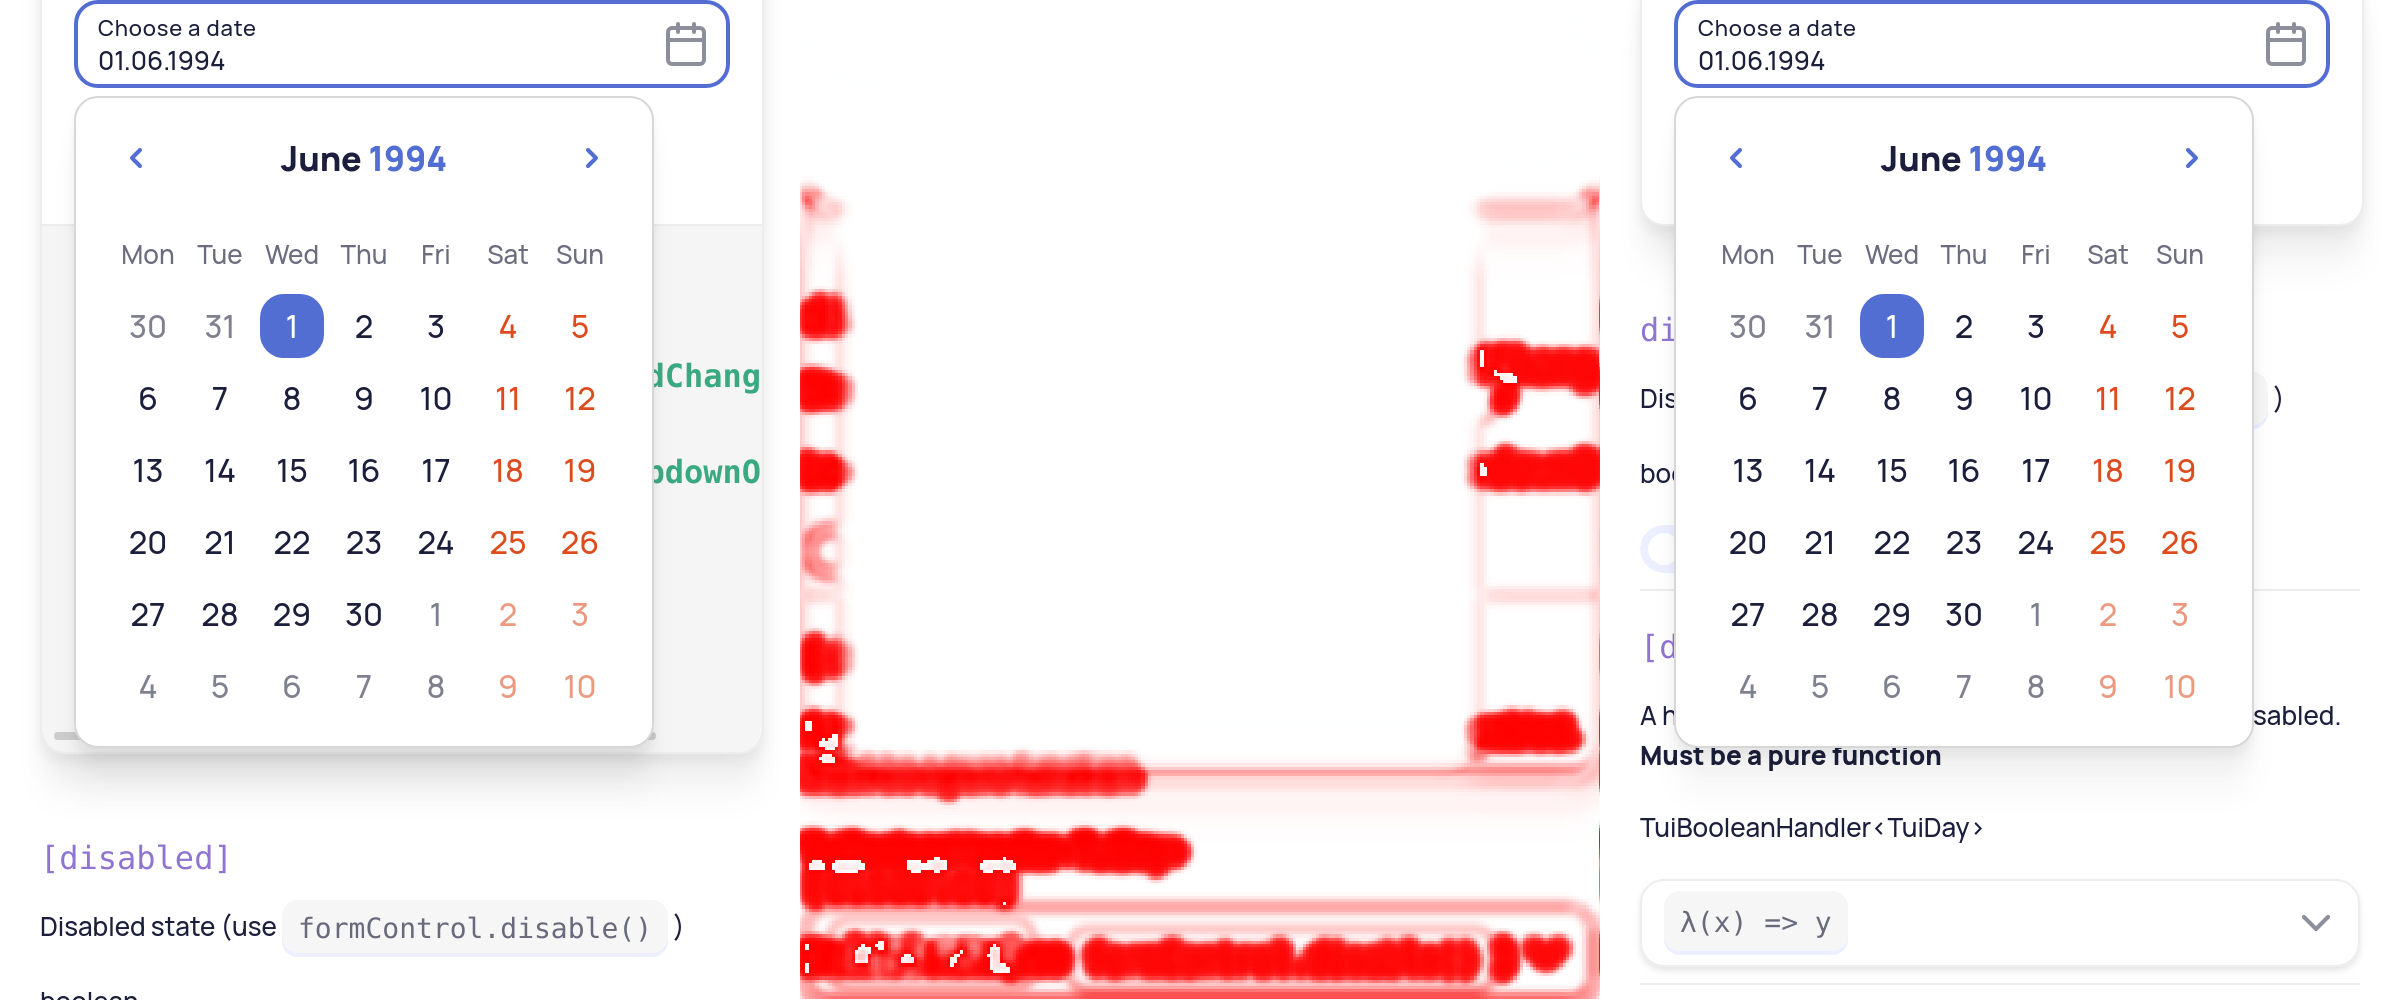 Choose a date
01.06.1994
June 1994
Mon Tue Wed Thu Fri Sat Sun
30 31 1 2 3 4 5
6 7 8 9 10 11 12
13 14 15 16 17 18 19
20 21 22 23 24 25 26
27 28 29 30 1 2 3
4 5 6 7 8 9 10
dChang
pdownO
[disabled]
Disabled state (use formControl.disable() )
Choose a date
01.06.1994
June 1994
Mon Tue Wed Thu Fri Sat Sun
30 31 1 2 3 4 5
6 7 8 9 10 11 12
13 14 15 16 17 18 19
20 21 22 23 24 25 26
27 28 29 30 1 2 3
4 5 6 7 8 9 10
di
Dis )
boo
[d
A h sabled.
Must be a pure function
TuiBooleanHandler<TuiDay>
λ(x) => y